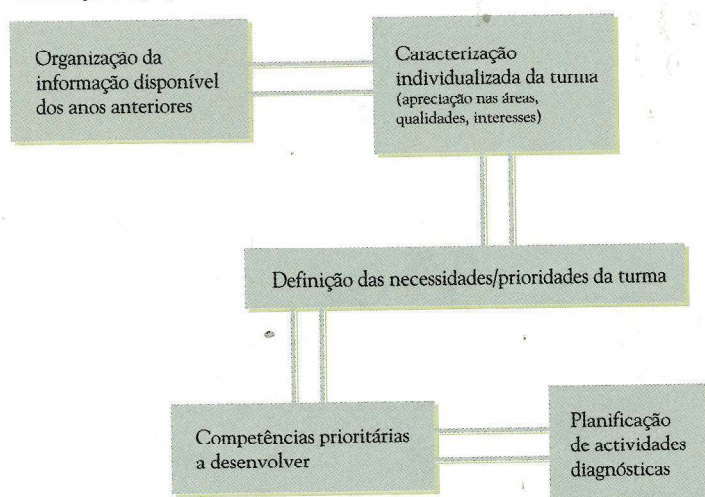 Organização da
informação disponível
dos anos anteriores
Caracterização
individualizada da turma
(apreciação nas áreas,
qualidades, interesses)
Definição das necessidades/prioridades da turma
Competências prioritárias
a desenvolver
Planificação
de actividades
diagnósticas